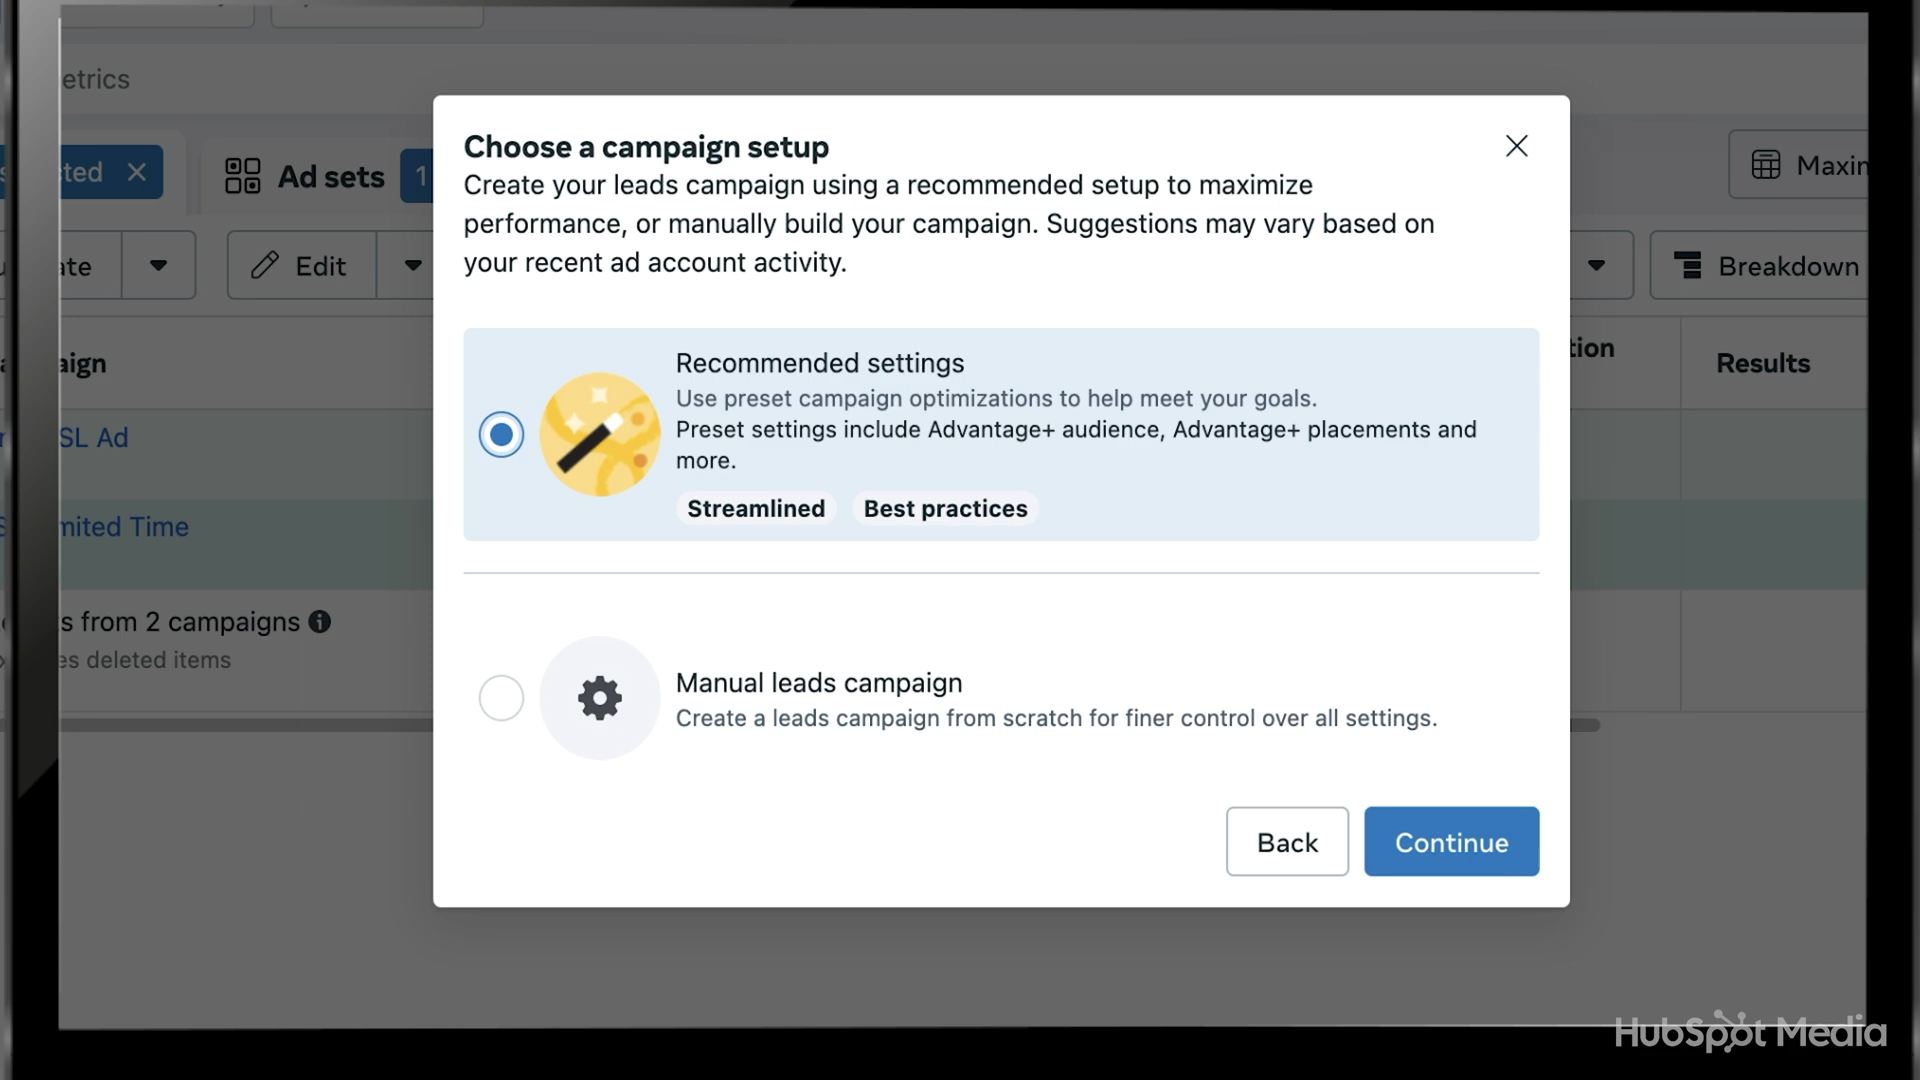 etrics
ted
Ad sets
1
Maxin
ate
Edit
Breakdown
aign
tion
Results
SL Ad
mited Time
s from 2 campaigns
es deleted items
Choose a campaign setup
Create your leads campaign using a recommended setup to maximize
performance, or manually build your campaign. Suggestions may vary based on
your recent ad account activity.
Recommended settings
Use preset campaign optimizations to help meet your goals.
Preset settings include Advantage+ audience, Advantage+ placements and
more.
Streamlined Best practices
Manual leads campaign
Create a leads campaign from scratch for finer control over all settings.
Back Continue
HubSpot Media